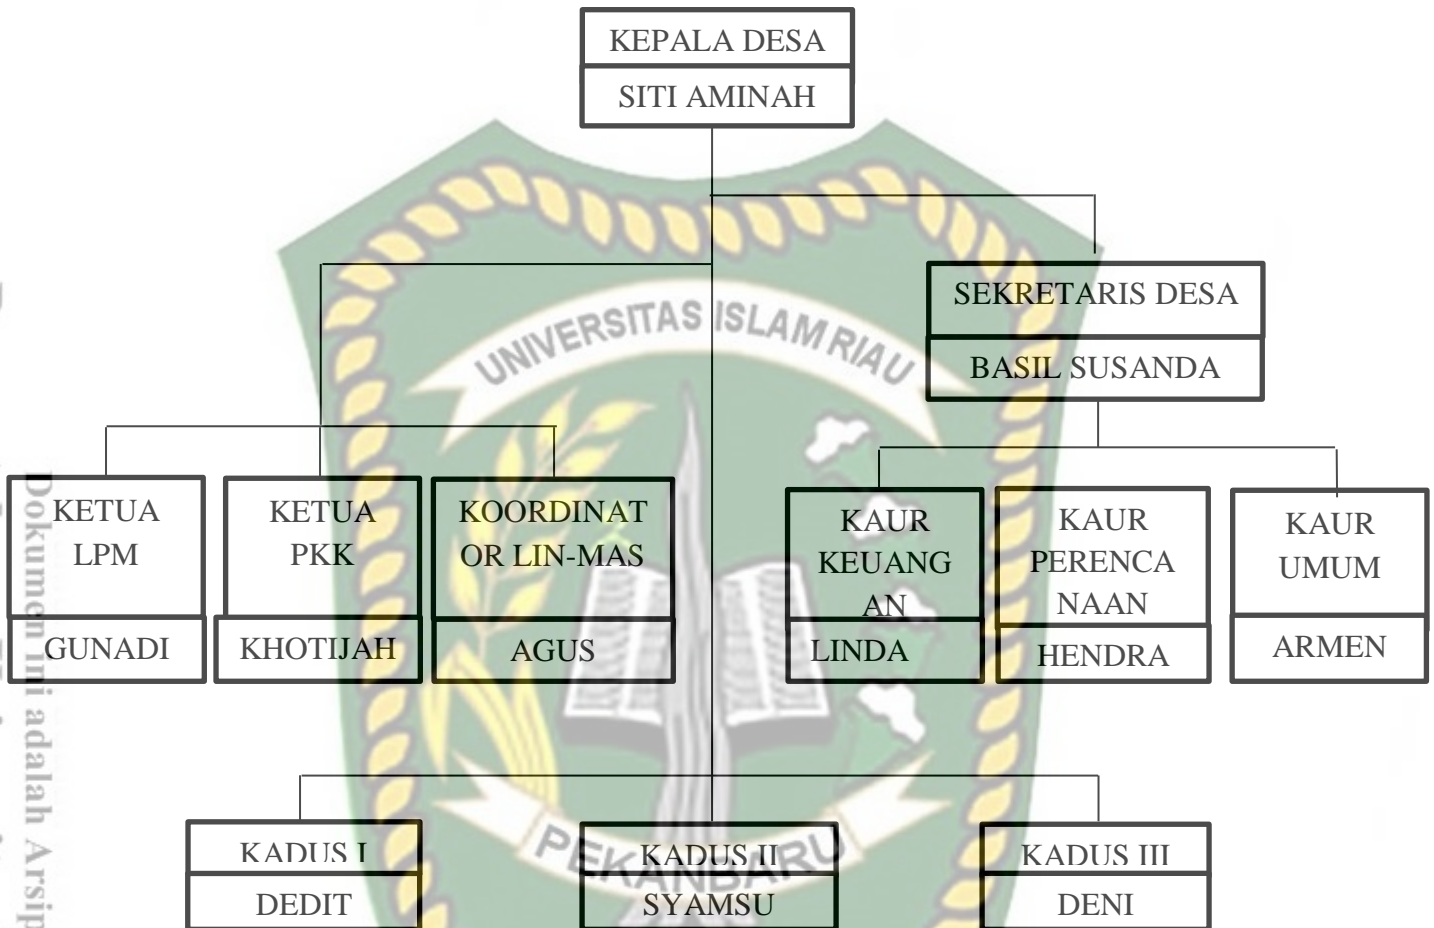 KEPALA DESA
SITI AMINAH
UNIVERSITAS ISLAM RIAU
SEKRETARIS DESA
BASIL SUSANDA
KETUA
LPM
GUNADI
KETUA
PKK
KHOTIJAH
KOORDINAT
OR LIN-MAS
AGUS
KAUR
KEUANG
AN
LINDA
KAUR
PERENCA
NAAN
HENDRA
KAUR
UMUM
ARMEN
KADUS I
DEDIT
KADUS II
SYAMSU
KADUS III
DENI
PEKANBARU
Dokumen ini adalah Arsip